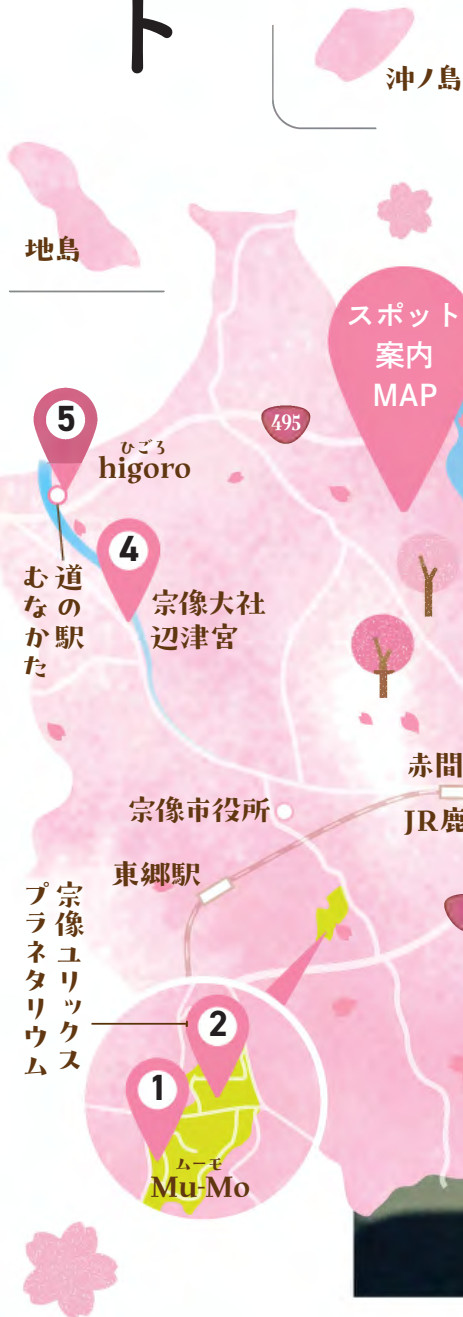 ト
沖ノ島
地島
スポット
案内
MAP
5
495
ひごろ
higoro
4
道の駅
むなかた
宗像大社
辺津宮
赤間
宗像市役所
JR鹿
東郷駅
宗像ユリックス
プラネタリウム
2
1
ムーモ
Mu-Mo